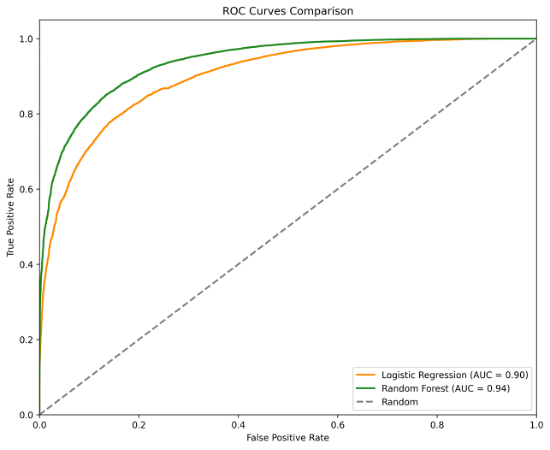 ROC Curves Comparison
True Positive Rate
1.0
0.8
0.6
0.4
0.2
0.0
Logistic Regression (AUC = 0.90)
Random Forest (AUC = 0.94)
Random
0.0 0.2 0.4 0.6 0.8 1.0
False Positive Rate